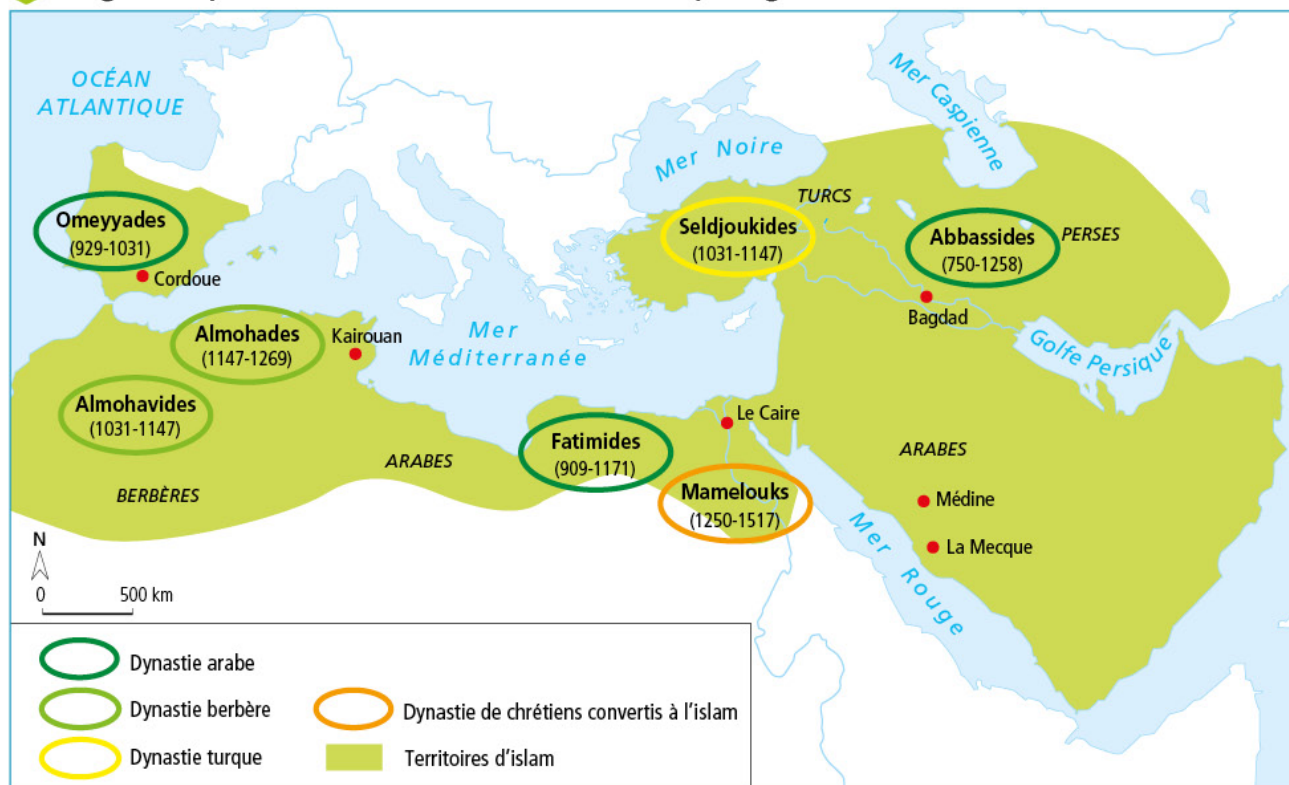 OCÉAN
ATLANTIQUE
Mer Caspienne
Mer Noire
TURCS
Omeyyades
(929-1031)
Seldjoukides
(1031-1147)
Abbassides
(750-1258)
PERSES
Cordoue
Bagdad
Almohades
(1147-1269)
Kairouan
Mer
Méditerranée
Golfe Persique
Almohavides
(1031-1147)
Le Caire
Fatimides
(909-1171)
ARABES
ARABES
BERBÈRES
Mamelouks
(1250-1517)
Médine
La Mecque
Mer Rouge
N
0 500 km
Dynastie arabe
Dynastie berbère
Dynastie turque
Dynastie de chrétiens convertis à l'islam
Territoires d'islam